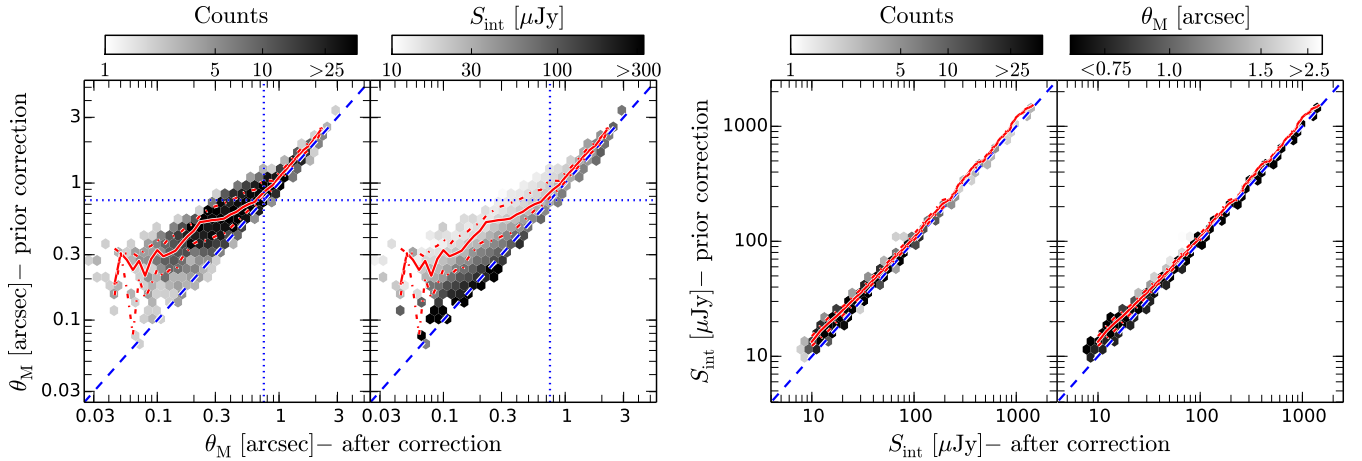 Counts
S_int [μJy]
Counts
θ_M [arcsec]
1 5 10 >25
10 30 100 >300
1 5 10 >25
<0.75 1.0 1.5 >2.5
θ_M [arcsec]− prior correction
3
1
0.3
0.1
0.03
0.03 0.1 0.3 1 3
0.03 0.1 0.3 1 3
θ_M [arcsec]− after correction
S_int [μJy]− prior correction
1000
100
10
10 100 1000
10 100 1000
S_int [μJy]− after correction